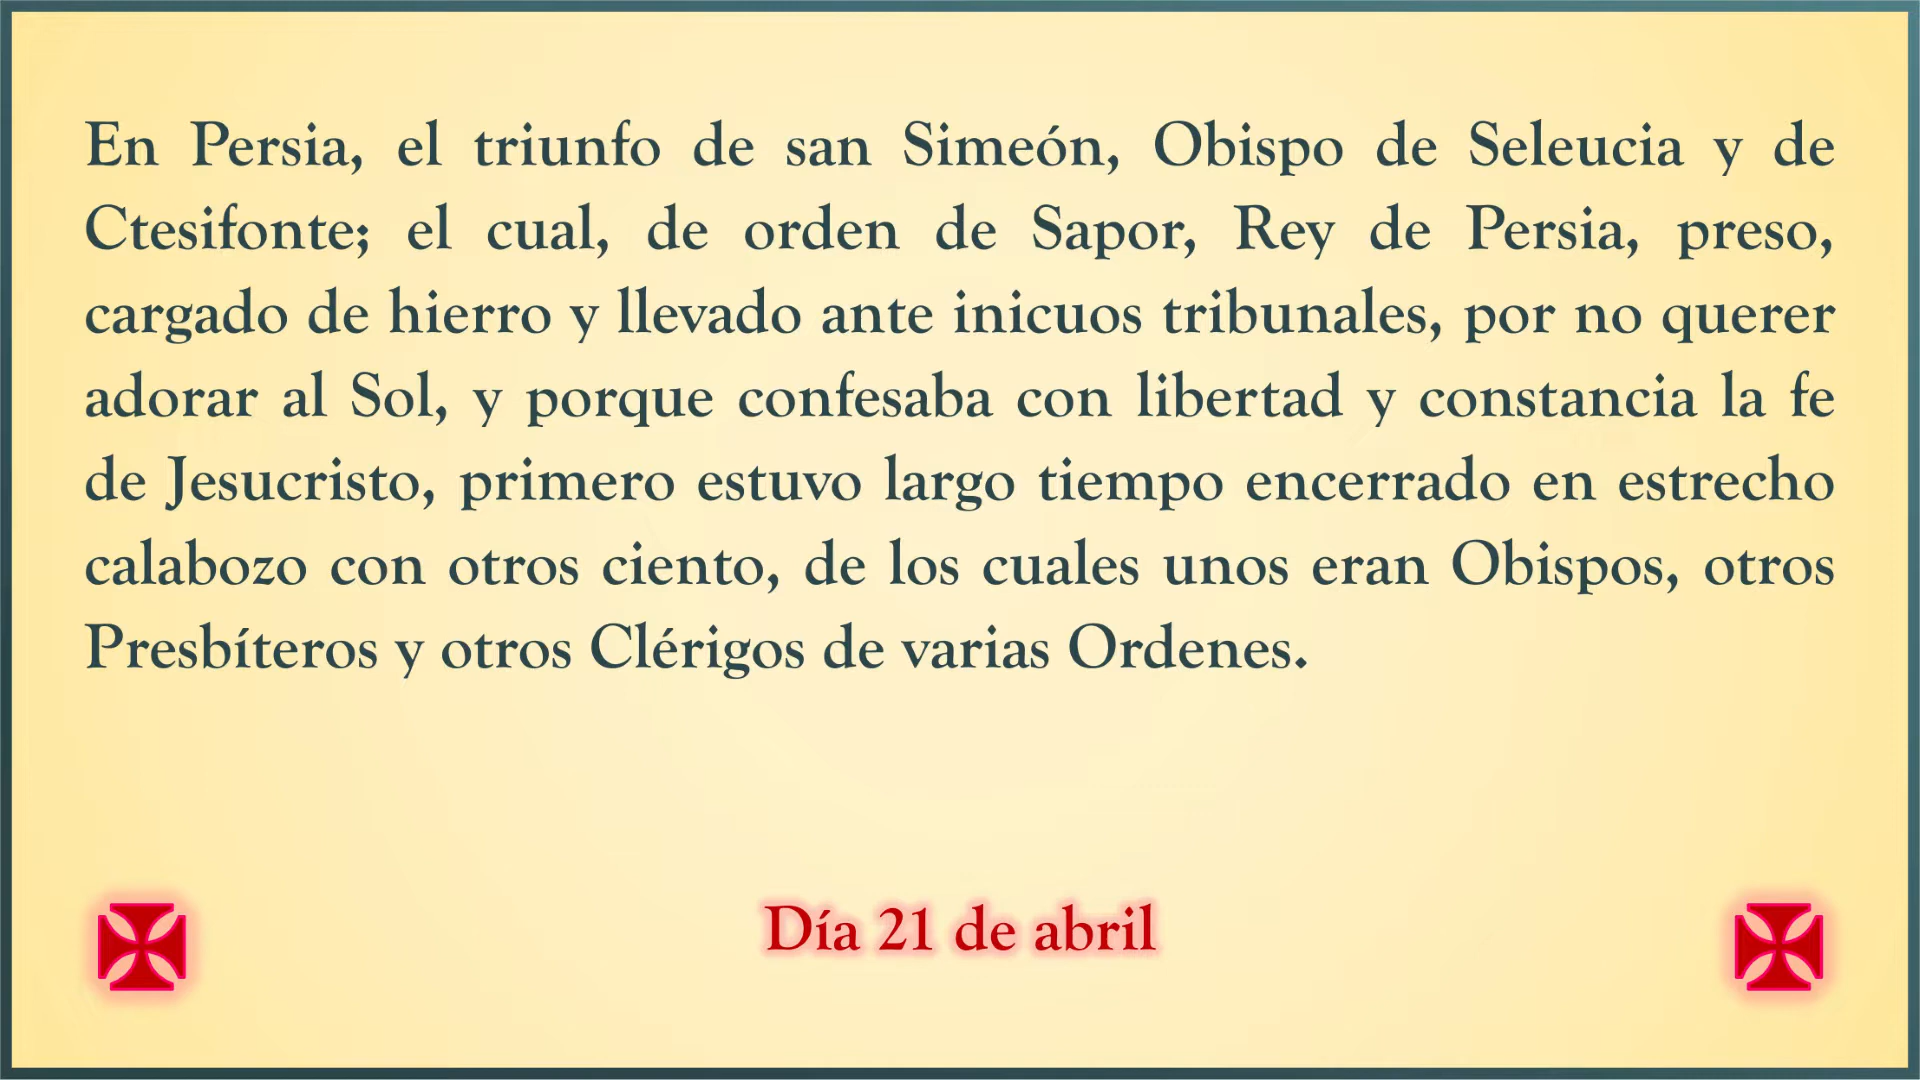 En Persia, el triunfo de san Simeón, Obispo de Seleucia y de
Ctesifonte; el cual, de orden de Sapor, Rey de Persia, preso,
cargado de hierro y llevado ante inicuos tribunales, por no querer
adorar al Sol, y porque confesaba con libertad y constancia la fe
de Jesucristo, primero estuvo largo tiempo encerrado en estrecho
calabozo con otros ciento, de los cuales unos eran Obispos, otros
Presbíteros y otros Clérigos de varias Ordenes.
Día 21 de abril